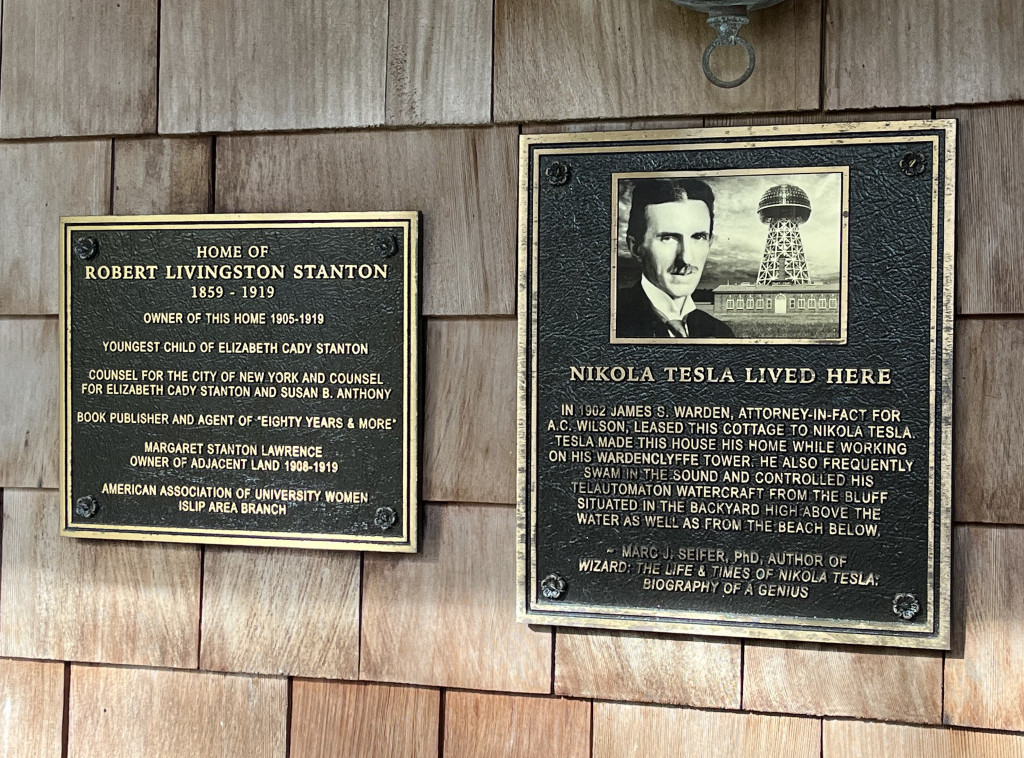 HOME OF
ROBERT LIVINGSTON STANTON
1859 - 1919
OWNER OF THIS HOME 1905-1919
YOUNGEST CHILD OF ELIZABETH CADY STANTON
COUNSEL FOR THE CITY OF NEW YORK AND COUNSEL
FOR ELIZABETH CADY STANTON AND SUSAN B. ANTHONY
BOOK PUBLISHER AND AGENT OF "EIGHTY YEARS & MORE"
MARGARET STANTON LAWRENCE
OWNER OF ADJACENT LAND 1908-1919
AMERICAN ASSOCIATION OF UNIVERSITY WOMEN
ISLIP AREA BRANCH
NIKOLA TESLA LIVED HERE
IN 1902 JAMES S. WARDEN, ATTORNEY-IN-FACT FOR
A.C. WILSON, LEASED THIS COTTAGE TO NIKOLA TESLA.
TESLA MADE THIS HOUSE HIS HOME WHILE WORKING
ON HIS WARDENCLYFFE TOWER. HE ALSO FREQUENTLY
SWAM IN THE SOUND AND CONTROLLED HIS
TELAUTOMATON WATERCRAFT FROM THE BLUFF
SITUATED IN THE BACKYARD HIGH ABOVE THE
WATER AS WELL AS FROM THE BEACH BELOW.
~ MARC J. SEIFER, PhD, AUTHOR OF
WIZARD: THE LIFE & TIMES OF NIKOLA TESLA:
BIOGRAPHY OF A GENIUS